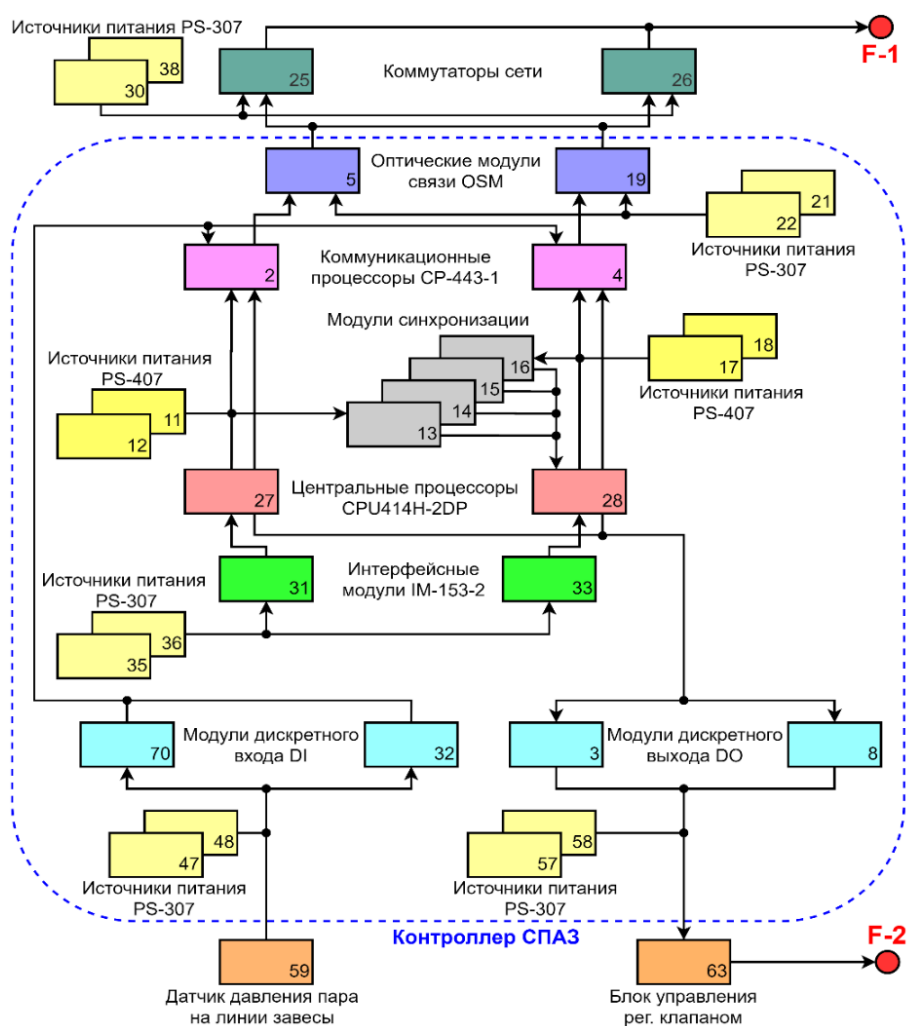 Источники питания PS-307
38
30
25
Коммутаторы сети
26
F-1
5
Оптические модули
связи OSM
19
21
22
Источники питания
PS-307
2
Коммуникационные
процессоры CP-443-1
4
Модули синхронизации
16
15
14
13
Источники питания
PS-407
11
12
18
17
Источники питания
PS-407
27
Центральные процессоры
CPU414H-2DP
28
31
Интерфейсные
модули IM-153-2
33
Источники питания
PS-307
36
35
70
Модули дискретного
входа DI
32
3
Модули дискретного
выхода DO
8
48
47
Источники питания
PS-307
58
57
Источники питания
PS-307
Контроллер СПАЗ
59
Датчик давления пара
на линии завесы
63
Блок управления
рег. клапаном
F-2